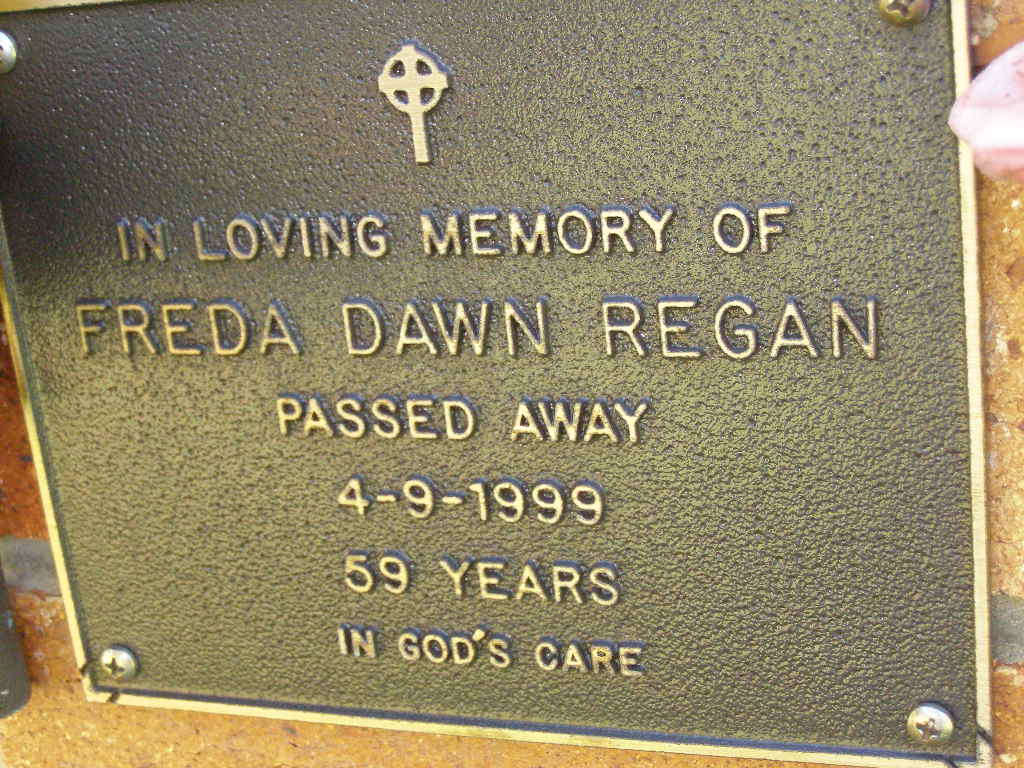 IN LOVING MEMORY OF
FREDA DAWN REGAN
PASSED AWAY
4-9-1999
59 YEARS
IN GOD'S CARE